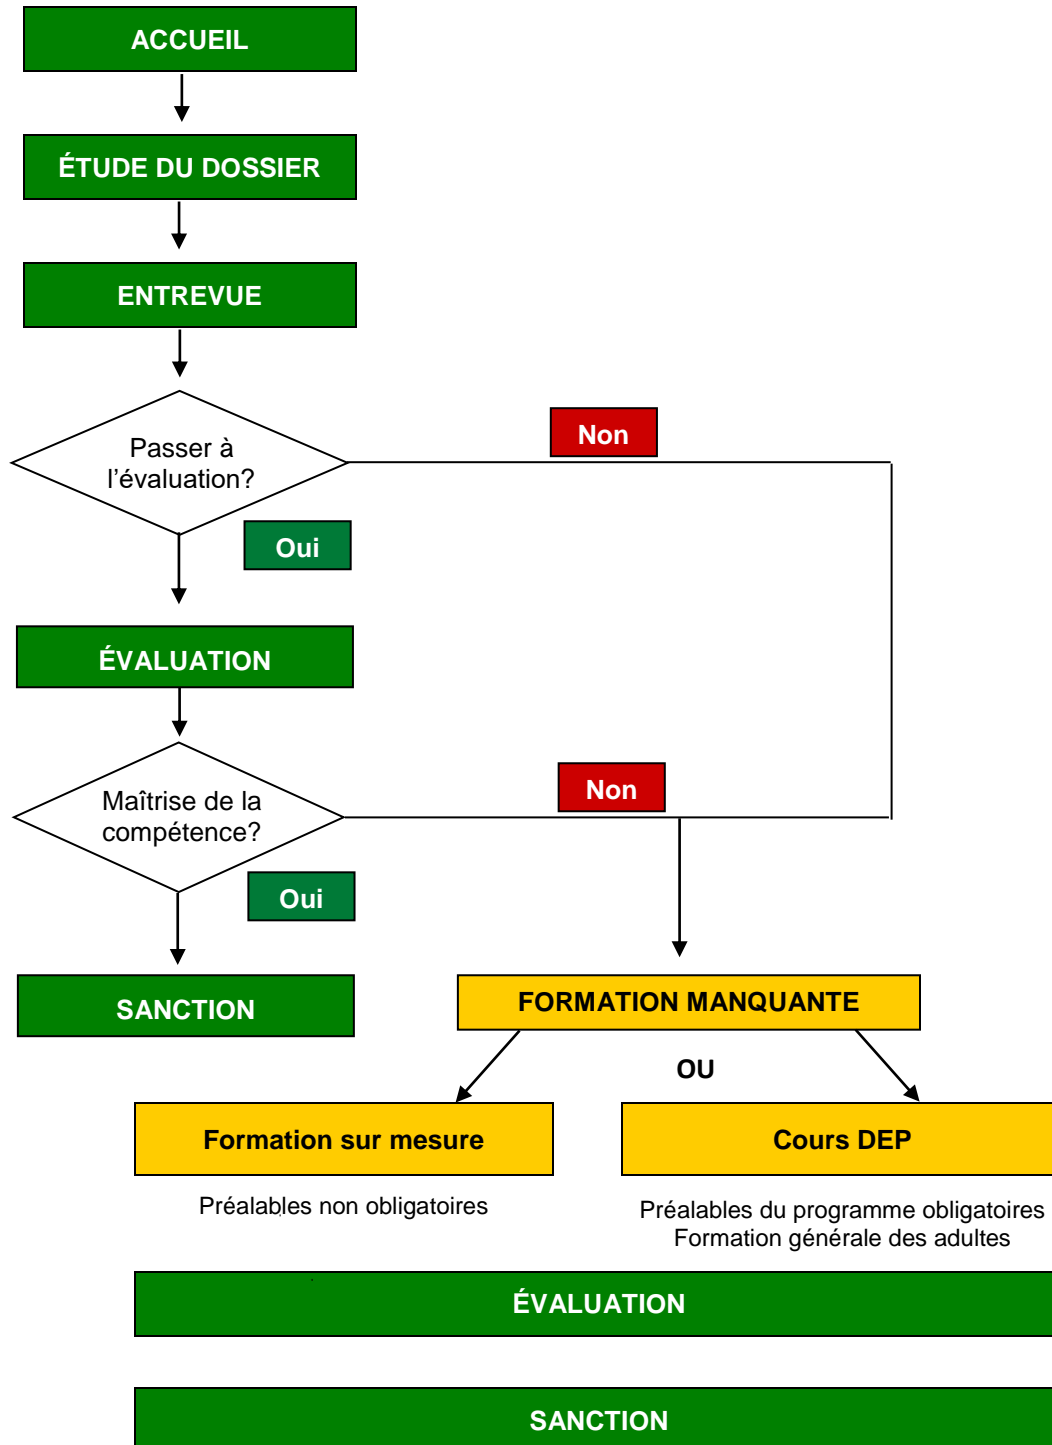 ACCUEIL
ÉTUDE DU DOSSIER
ENTREVUE
Passer à
l’évaluation?
Non
Oui
ÉVALUATION
Maîtrise de la
compétence?
Non
Oui
SANCTION
FORMATION MANQUANTE
OU
Formation sur mesure
Cours DEP
Préalables non obligatoires
Préalables du programme obligatoires
Formation générale des adultes
ÉVALUATION
SANCTION